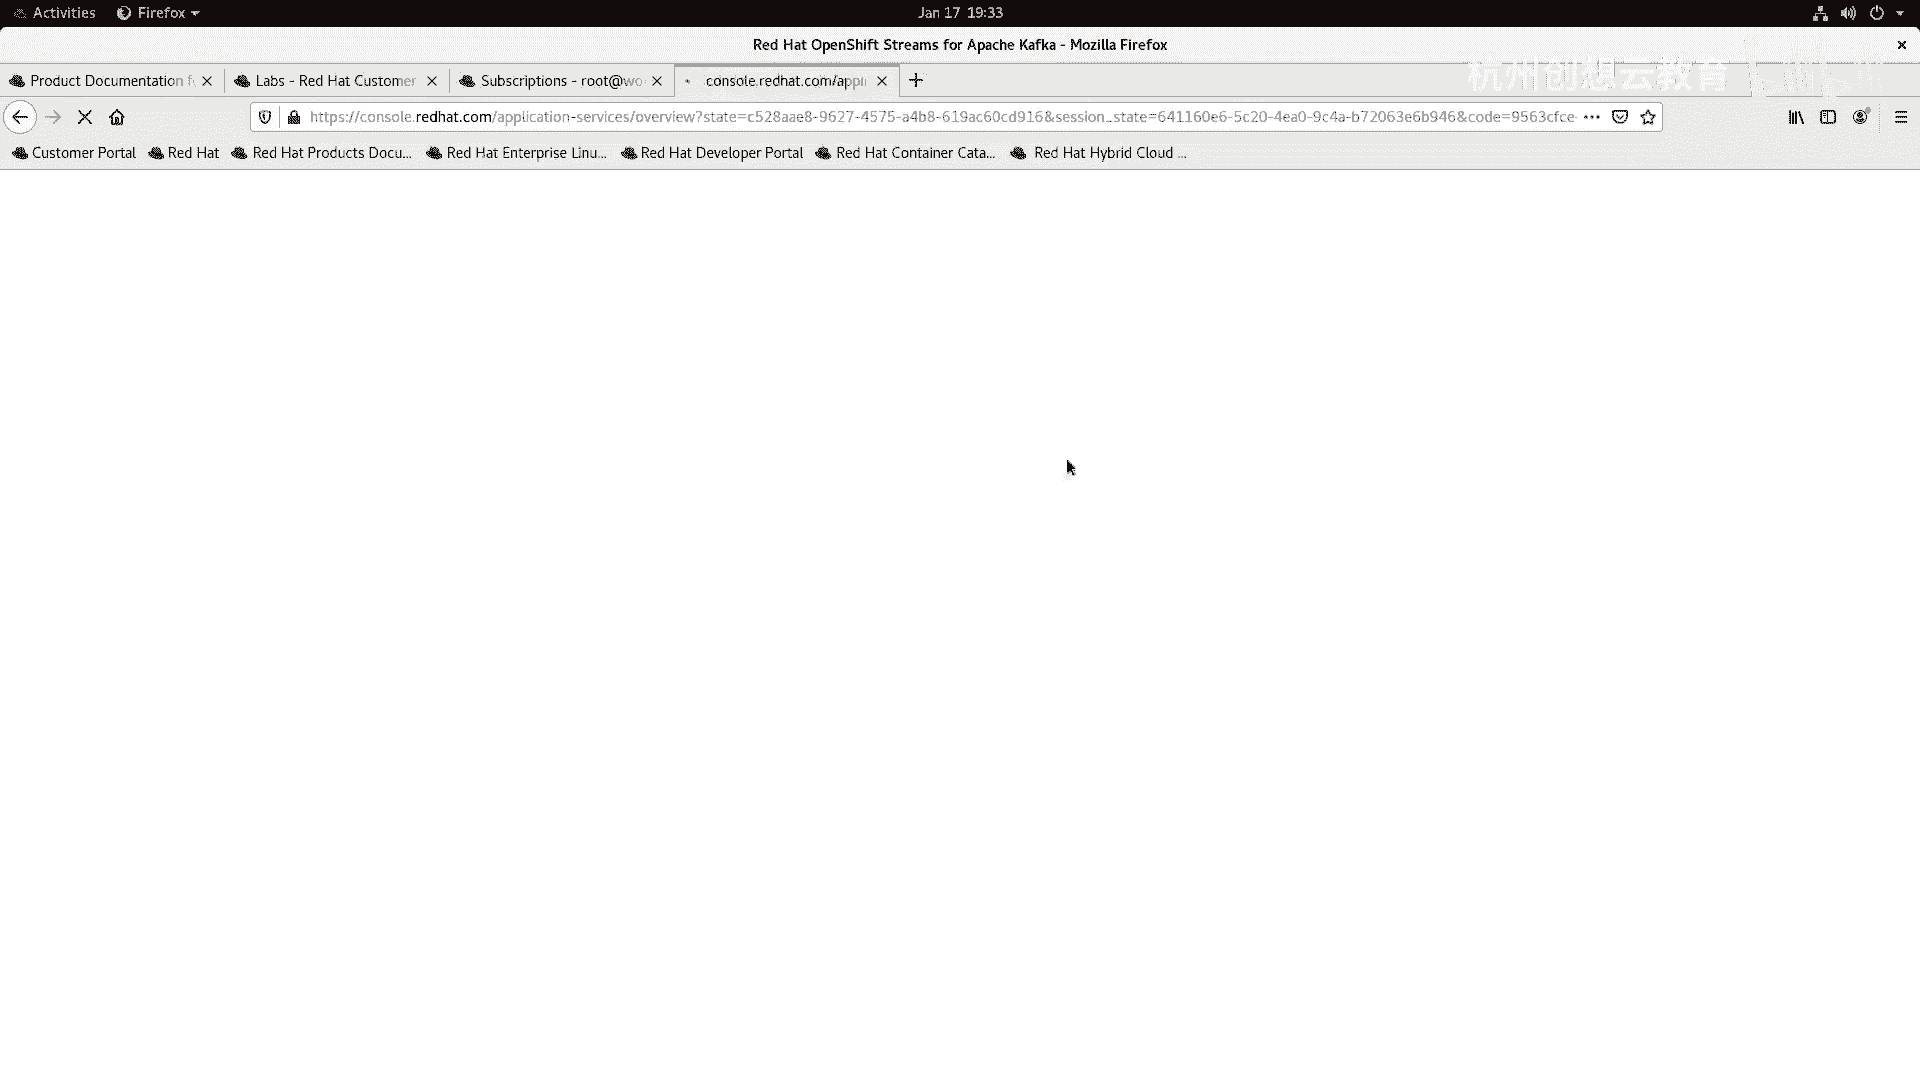 Activities Firefox Jan 17 19:33
Red Hat OpenShift Streams for Apache Kafka - Mozilla Firefox
Product Documentation Labs - Red Hat Customer Subscriptions - root@wo console.redhat.com/appli
杭州创想云教育
https://console.redhat.com/application-services/overview?state=c528aae8-9627-4575-a4b8-619ac60cd916&session_state=641160e6-5c20-4ea0-9c4a-b72063e6b946&code=9563cfce-
Customer Portal Red Hat Red Hat Products Docu... Red Hat Enterprise Linu... Red Hat Developer Portal Red Hat Container Cata... Red Hat Hybrid Cloud ...